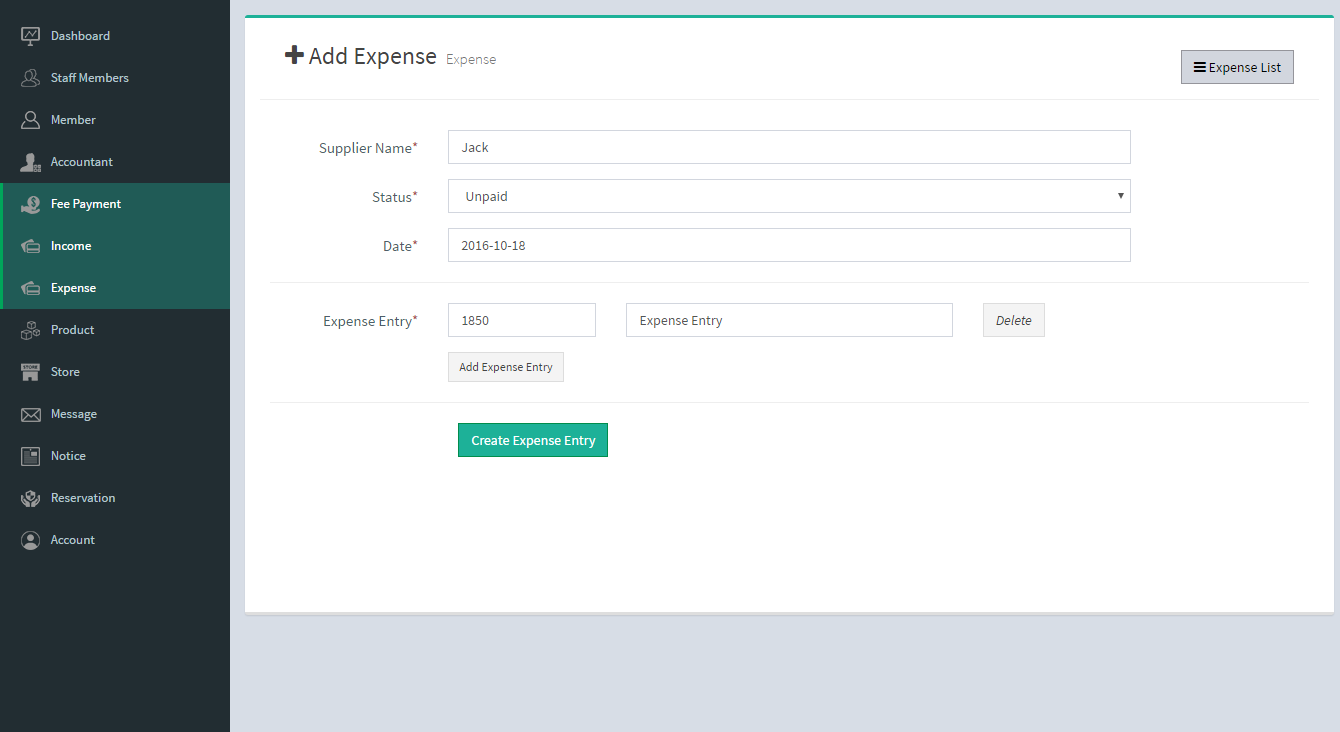 Dashboard
Staff Members
Member
Accountant
Fee Payment
Income
Expense
Product
STORE
Store
Message
Notice
Reservation
Account
Add Expense Expense
Expense List
Supplier Name* Jack
Status* Unpaid
Date* 2016-10-18
Expense Entry* 1850 Expense Entry Delete
Add Expense Entry
Create Expense Entry